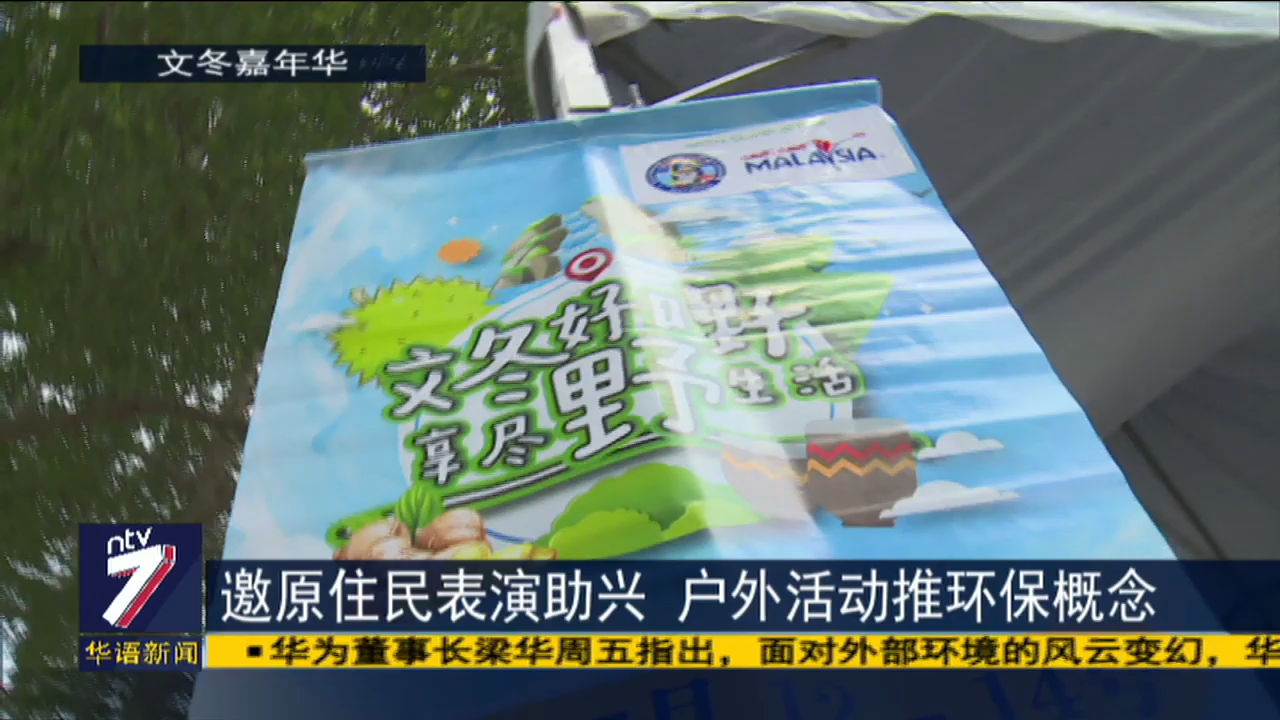 文冬嘉年华
MALAYSIA
文冬好
享尽野生活
ntv
7
邀原住民表演助兴 户外活动推环保概念
华语新闻
▪华为董事长梁华周五指出，面对外部环境的风云变幻，华